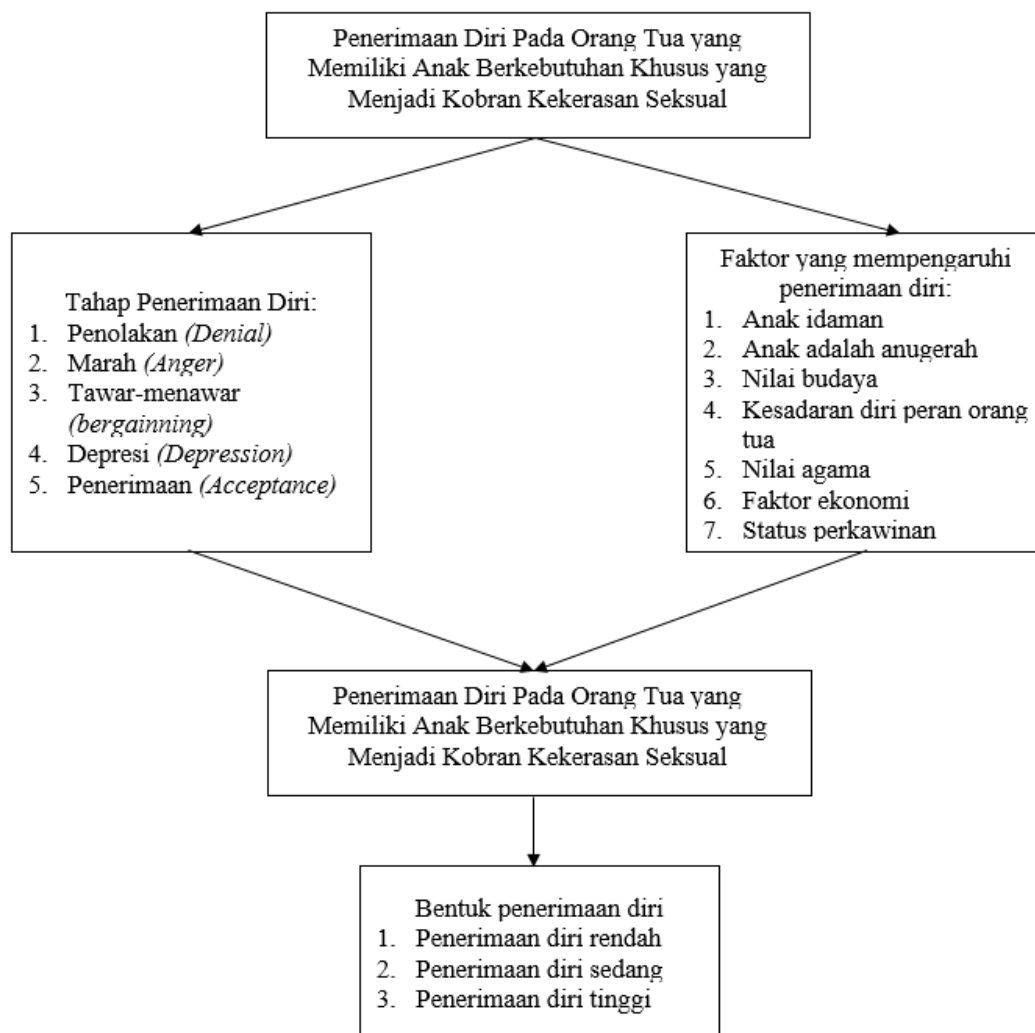 Penerimaan Diri Pada Orang Tua yang
Memiliki Anak Berkebutuhan Khusus yang
Menjadi Kobran Kekerasan Seksual
Tahap Penerimaan Diri:
1. Penolakan (Denial)
2. Marah (Anger)
3. Tawar-menawar
(bergainning)
4. Depresi (Depression)
5. Penerimaan (Acceptance)
Faktor yang mempengaruhi
penerimaan diri:
1. Anak idaman
2. Anak adalah anugerah
3. Nilai budaya
4. Kesadaran diri peran orang
tua
5. Nilai agama
6. Faktor ekonomi
7. Status perkawinan
Penerimaan Diri Pada Orang Tua yang
Memiliki Anak Berkebutuhan Khusus yang
Menjadi Kobran Kekerasan Seksual
Bentuk penerimaan diri
1. Penerimaan diri rendah
2. Penerimaan diri sedang
3. Penerimaan diri tinggi